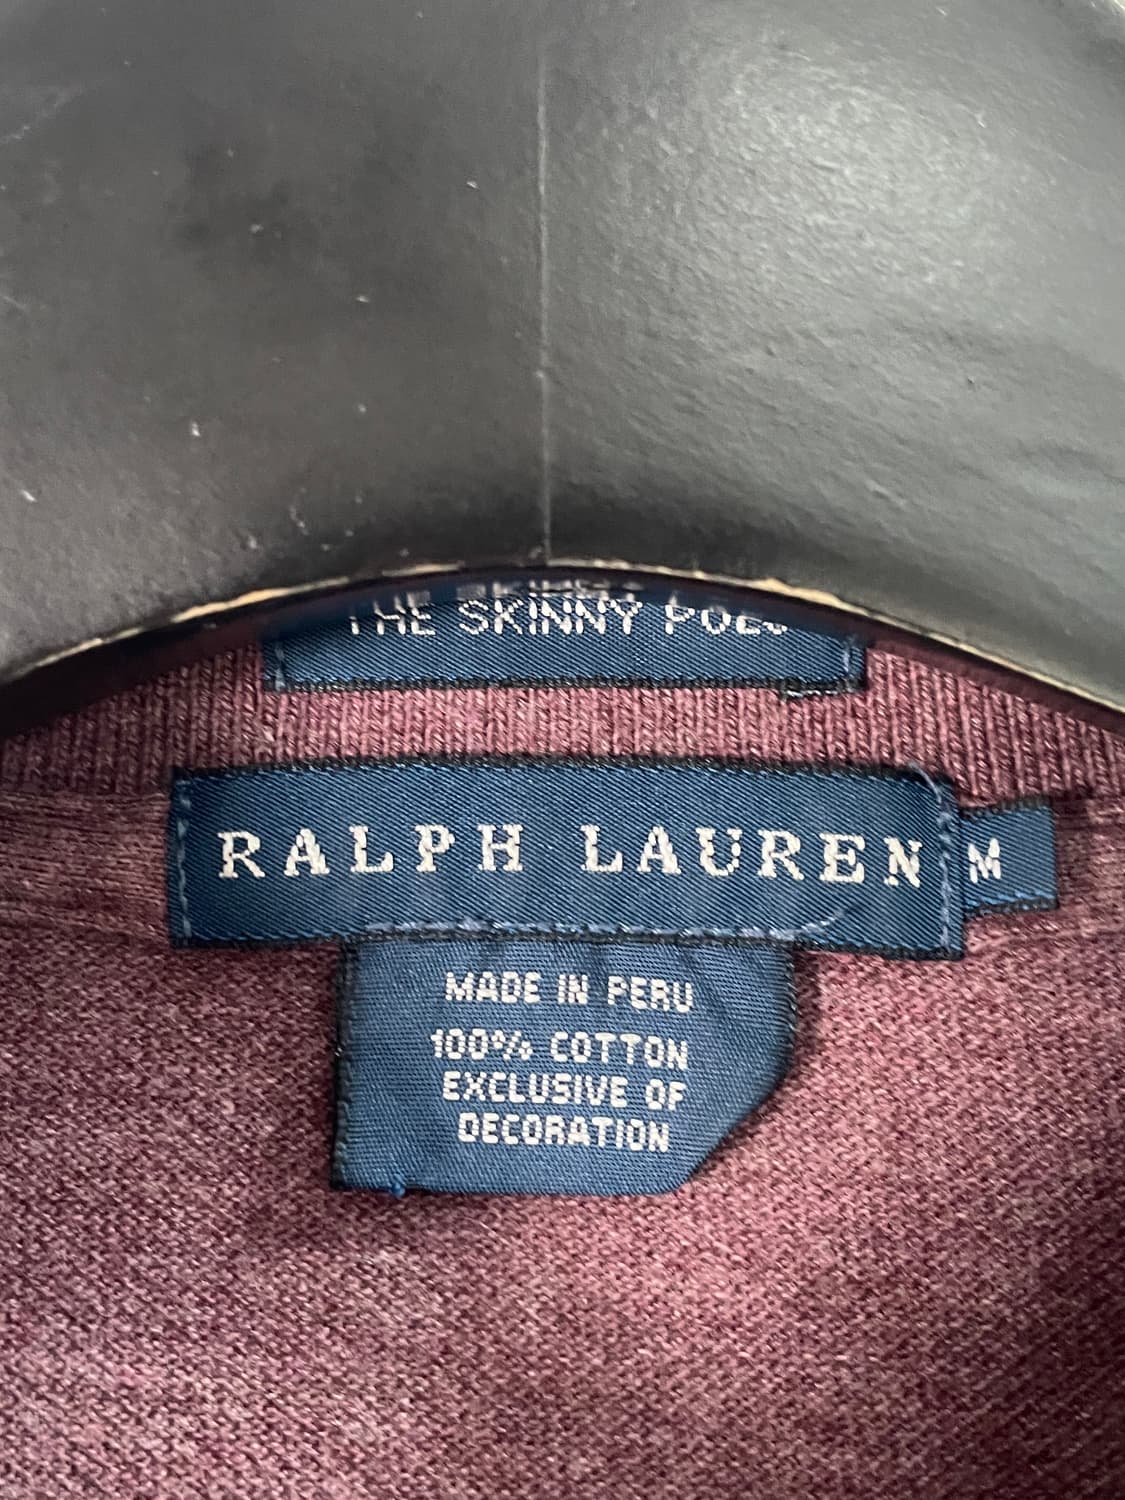 THE SKINNY POLO
RALPH LAUREN
M
MADE IN PERU
100% COTTON
EXCLUSIVE OF
DECORATION